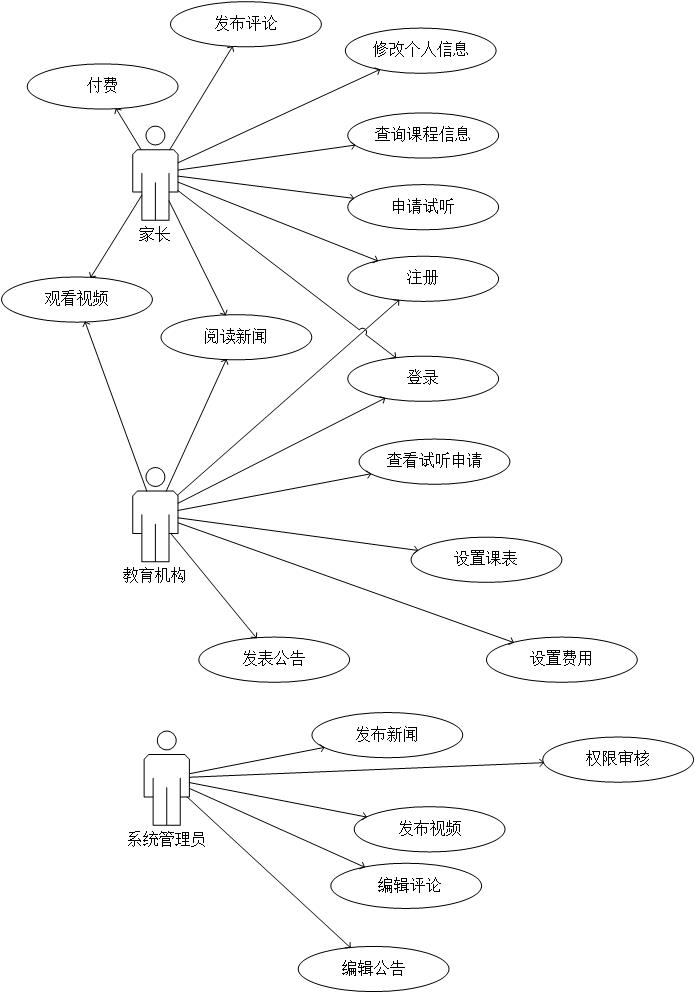 发布评论
修改个人信息
付费
查询课程信息
申请试听
家长
注册
观看视频
阅读新闻
登录
查看试听申请
设置课表
教育机构
发表公告
设置费用
发布新闻
权限审核
发布视频
系统管理员
编辑评论
编辑公告